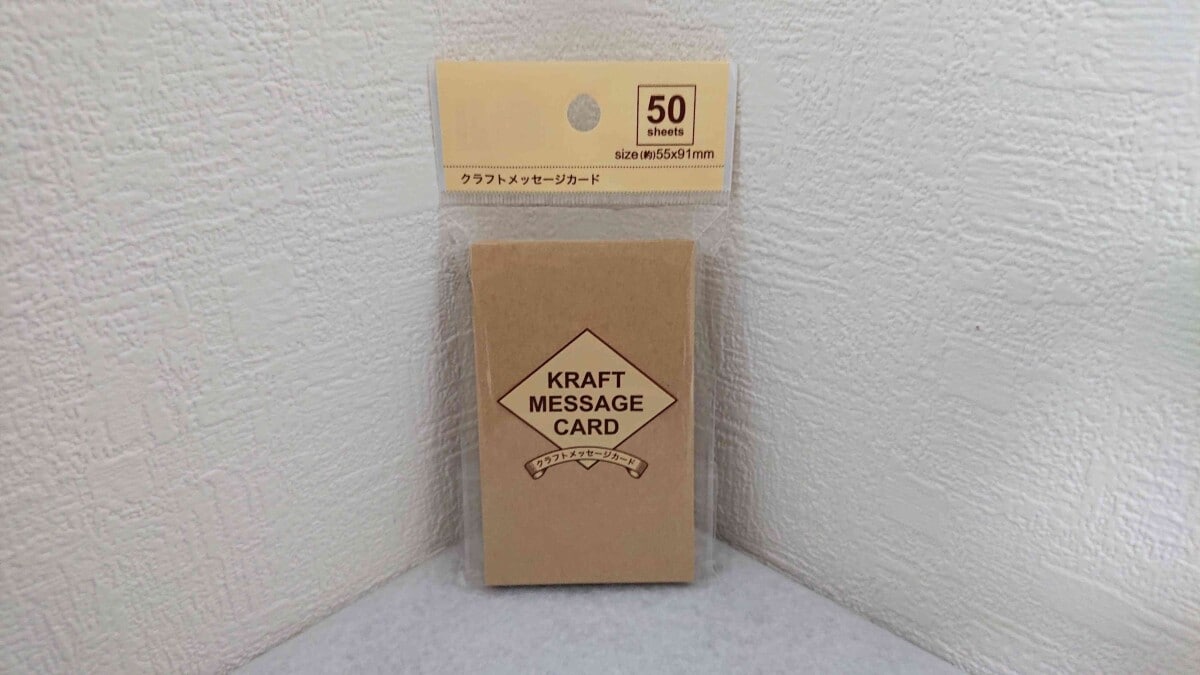 50
sheets
size(約)55x91mm
クラフトメッセージカード
KRAFT
MESSAGE
CARD
クラフトメッセージカード